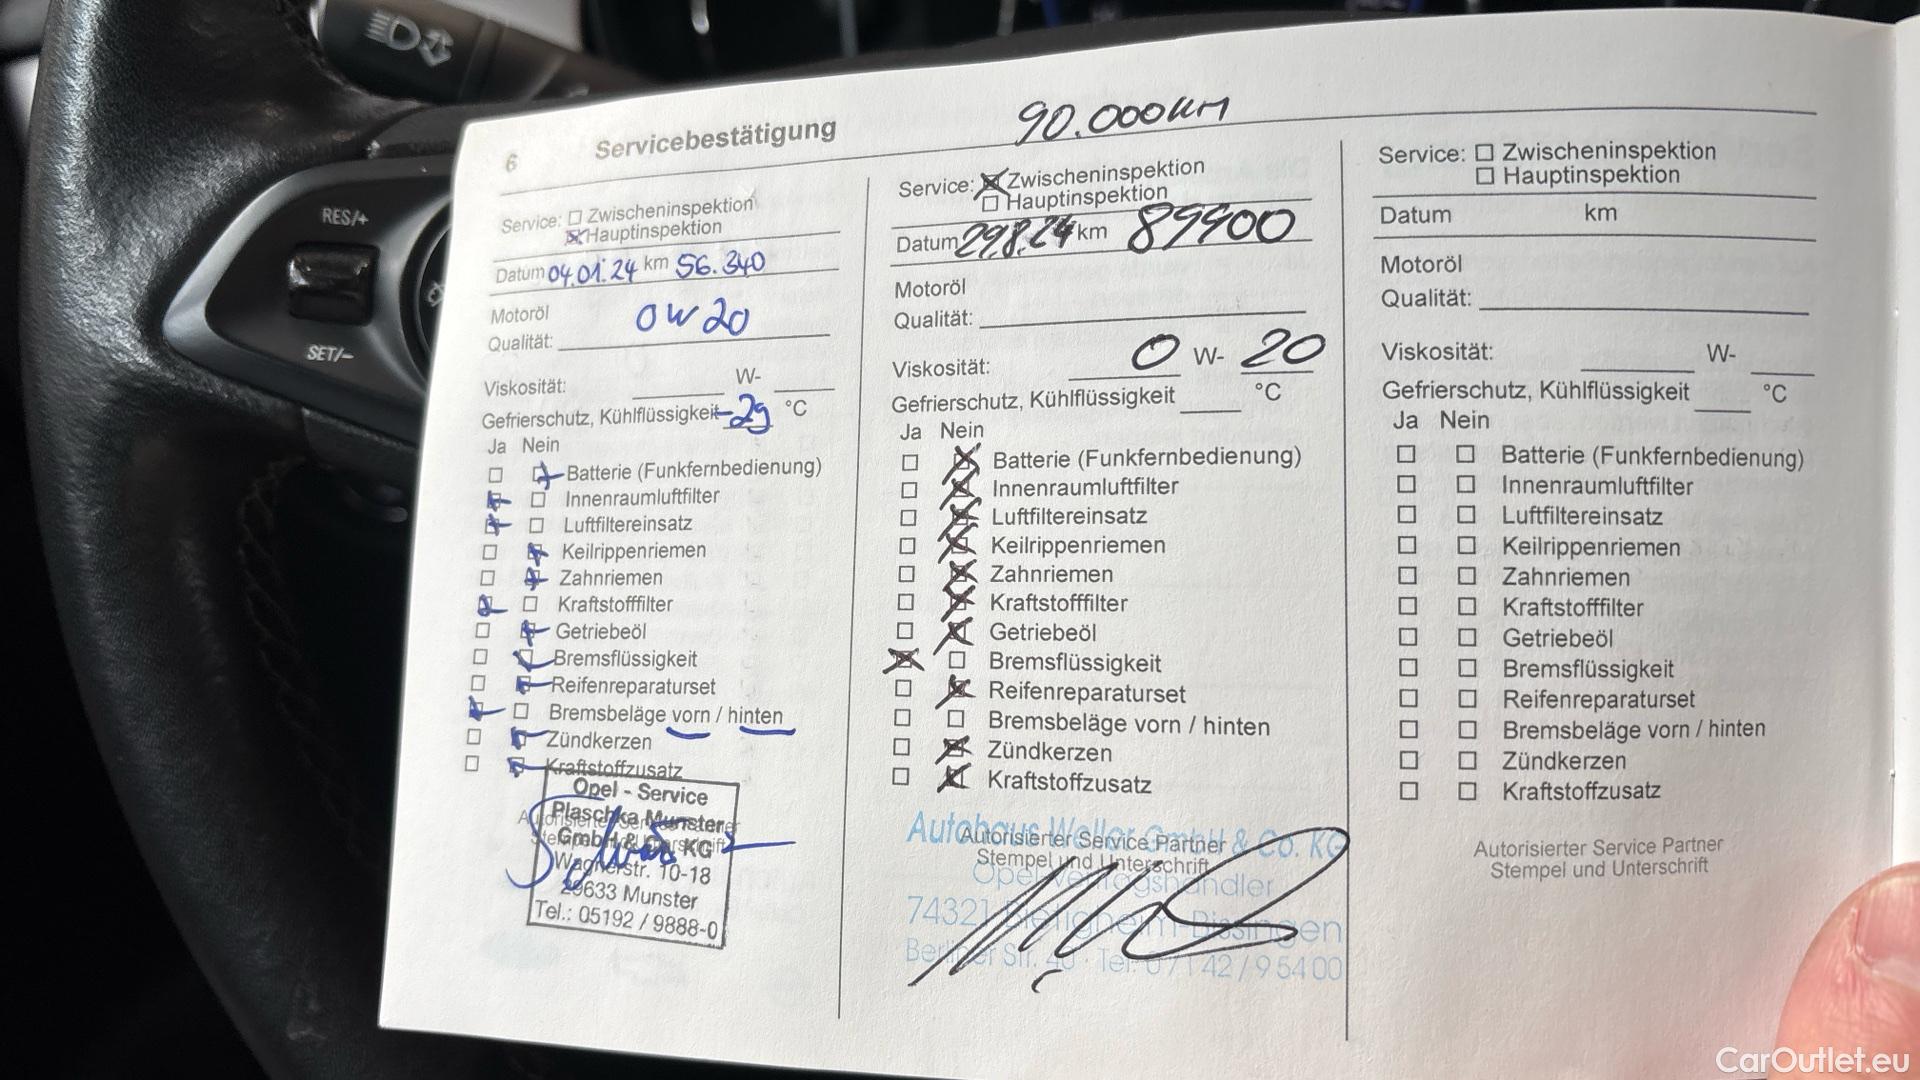 RES/+
SET/–
6 Servicebestätigung
90.000km
Service: Zwischeninspektion
Hauptinspektion
Datum 04.01.24 km 56.340
Motoröl
Qualität: 0W20
Viskosität: W-
Gefrierschutz, Kühlflüssigkeit -29 °C
Ja Nein
Batterie (Funkfernbedienung)
Innenraumluftfilter
Luftfiltereinsatz
Keilrippenriemen
Zahnriemen
Kraftstofffilter
Getriebeöl
Bremsflüssigkeit
Reifenreparaturset
Bremsbeläge vorn / hinten
Zündkerzen
Kraftstoffzusatz
Opel - Service
Plaschka Munster
GmbH & Co. KG
Wagnerstr. 10-18
29633 Munster
Tel.: 05192 / 9888-0
Service: Zwischeninspektion
Hauptinspektion
Datum 29.8.24 km 89900
Motoröl
Qualität:
Viskosität: 0 W- 20
Gefrierschutz, Kühlflüssigkeit °C
Ja Nein
Batterie (Funkfernbedienung)
Innenraumluftfilter
Luftfiltereinsatz
Keilrippenriemen
Zahnriemen
Kraftstofffilter
Getriebeöl
Bremsflüssigkeit
Reifenreparaturset
Bremsbeläge vorn / hinten
Zündkerzen
Kraftstoffzusatz
Autohaus Weller GmbH & Co. KG
Autorisierter Service Partner
Stempel und Unterschrift
Opel Vertragshändler
74321 Bietigheim-Bissingen
Berliner Str. 40 · Tel. 07142/95400
Service: Zwischeninspektion
Hauptinspektion
Datum km
Motoröl
Qualität:
Viskosität: W-
Gefrierschutz, Kühlflüssigkeit °C
Ja Nein
Batterie (Funkfernbedienung)
Innenraumluftfilter
Luftfiltereinsatz
Keilrippenriemen
Zahnriemen
Kraftstofffilter
Getriebeöl
Bremsflüssigkeit
Reifenreparaturset
Bremsbeläge vorn / hinten
Zündkerzen
Kraftstoffzusatz
Autorisierter Service Partner
Stempel und Unterschrift
CarOutlet.eu